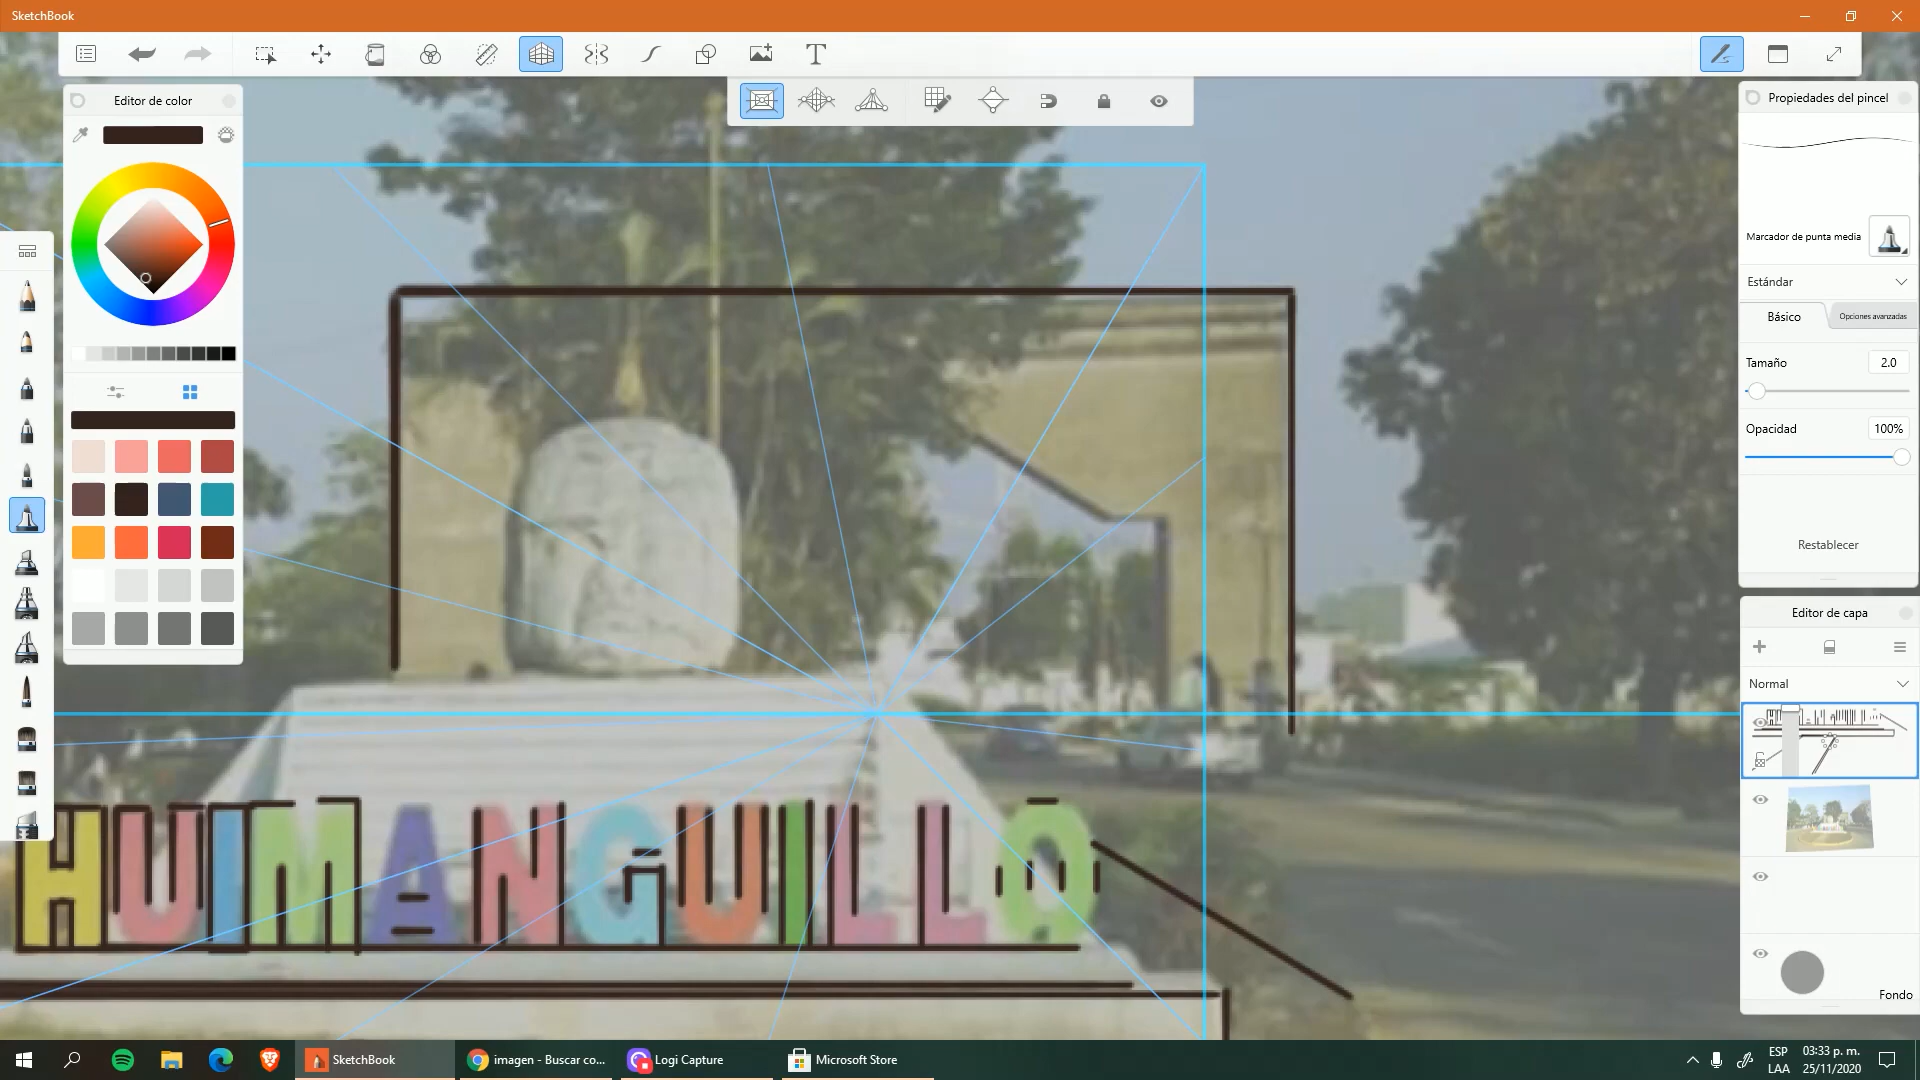 SketchBook
Editor de color
Propiedades del pincel
Marcador de punta media
Estándar
Básico
Opciones avanzadas
Tamaño
2.0
Opacidad
100%
Restablecer
Editor de capa
Normal
Fondo
HUIMANGUILLO
SketchBook
imagen - Buscar co...
Logi Capture
Microsoft Store
ESP
LAA
03:33 p. m.
25/11/2020